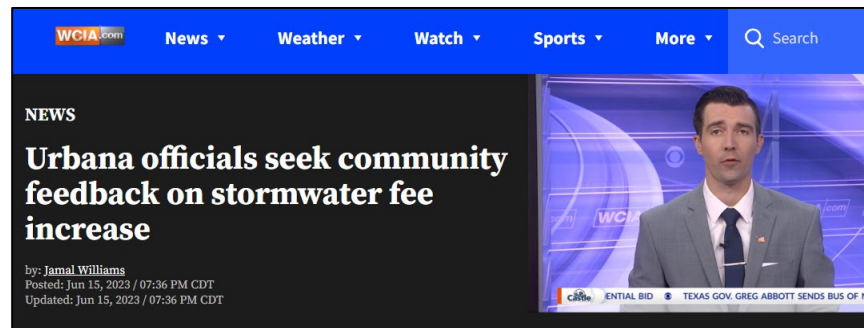 WCIA.com News Weather Watch Sports More Search
NEWS
Urbana officials seek community
feedback on stormwater fee
increase
by: Jamal Williams
Posted: Jun 15, 2023 / 07:36 PM CDT
Updated: Jun 15, 2023 / 07:36 PM CDT
WCIA
.com
Castle ENTIAL BID TEXAS GOV. GREG ABBOTT SENDS BUS OF